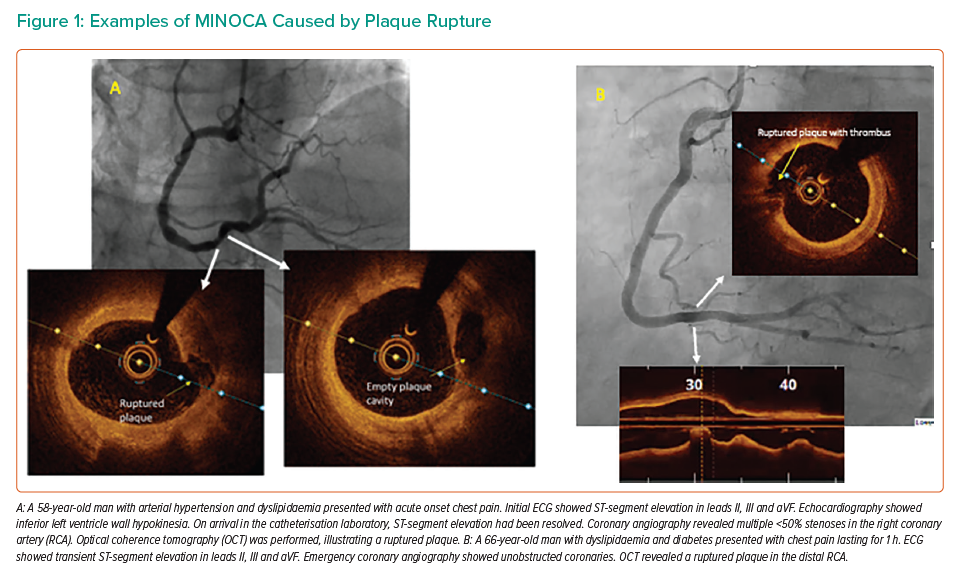 Figure 1: Examples of MINOCA Caused by Plaque Rupture
A
Ruptured
plaque
Empty plaque
cavity
B
Ruptured plaque with thrombus
30
40
A: A 58-year-old man with arterial hypertension and dyslipidaemia presented with acute onset chest pain. Initial ECG showed ST-segment elevation in leads II, III and aVF. Echocardiography showed
inferior left ventricle wall hypokinesia. On arrival in the catheterisation laboratory, ST-segment elevation had been resolved. Coronary angiography revealed multiple <50% stenoses in the right coronary
artery (RCA). Optical coherence tomography (OCT) was performed, illustrating a ruptured plaque. B: A 66-year-old man with dyslipidaemia and diabetes presented with chest pain lasting for 1 h. ECG
showed transient ST-segment elevation in leads II, III and aVF. Emergency coronary angiography showed unobstructed coronaries. OCT revealed a ruptured plaque in the distal RCA.